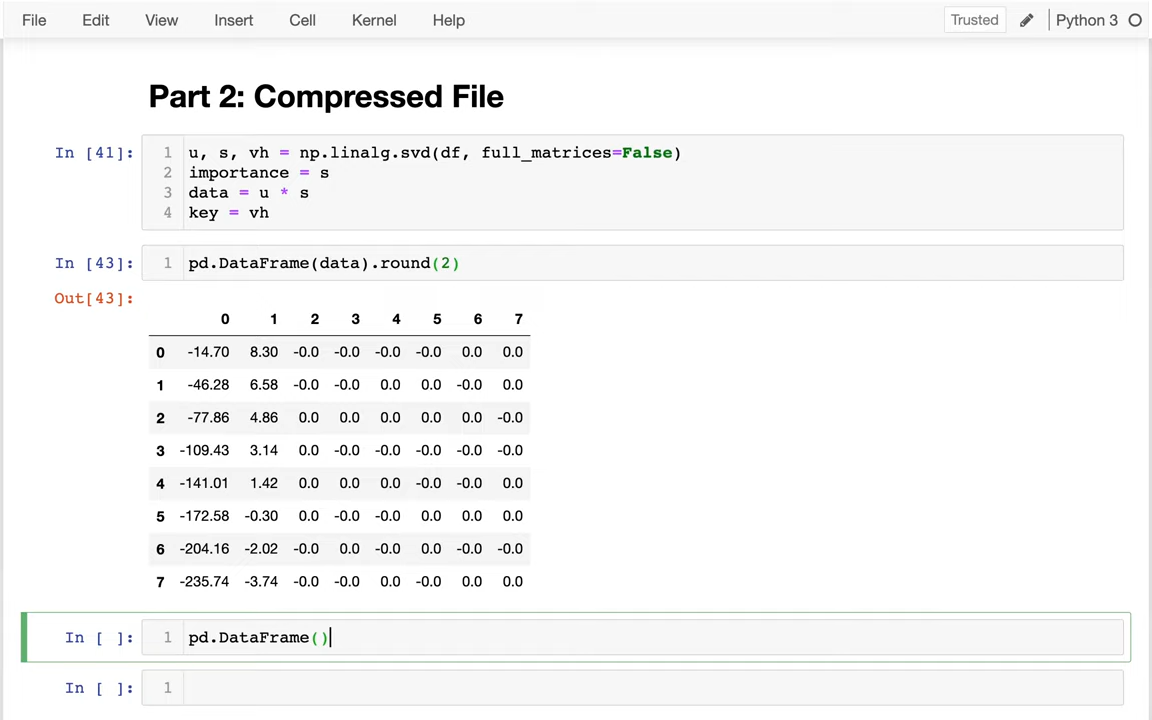 File Edit View Insert Cell Kernel Help Trusted Python 3
Part 2: Compressed File
In [41]: 1 u, s, vh = np.linalg.svd(df, full_matrices=False)
2 importance = s
3 data = u * s
4 key = vh
In [43]: 1 pd.DataFrame(data).round(2)
Out[43]:
0 1 2 3 4 5 6 7
0 -14.70 8.30 -0.0 -0.0 -0.0 -0.0 0.0 0.0
1 -46.28 6.58 -0.0 -0.0 0.0 0.0 -0.0 0.0
2 -77.86 4.86 0.0 0.0 0.0 0.0 0.0 -0.0
3 -109.43 3.14 0.0 -0.0 0.0 -0.0 -0.0 -0.0
4 -141.01 1.42 0.0 0.0 0.0 -0.0 -0.0 0.0
5 -172.58 -0.30 0.0 -0.0 -0.0 0.0 0.0 0.0
6 -204.16 -2.02 -0.0 0.0 -0.0 0.0 -0.0 -0.0
7 -235.74 -3.74 -0.0 -0.0 0.0 -0.0 0.0 0.0
In [ ]: 1 pd.DataFrame()
In [ ]: 1